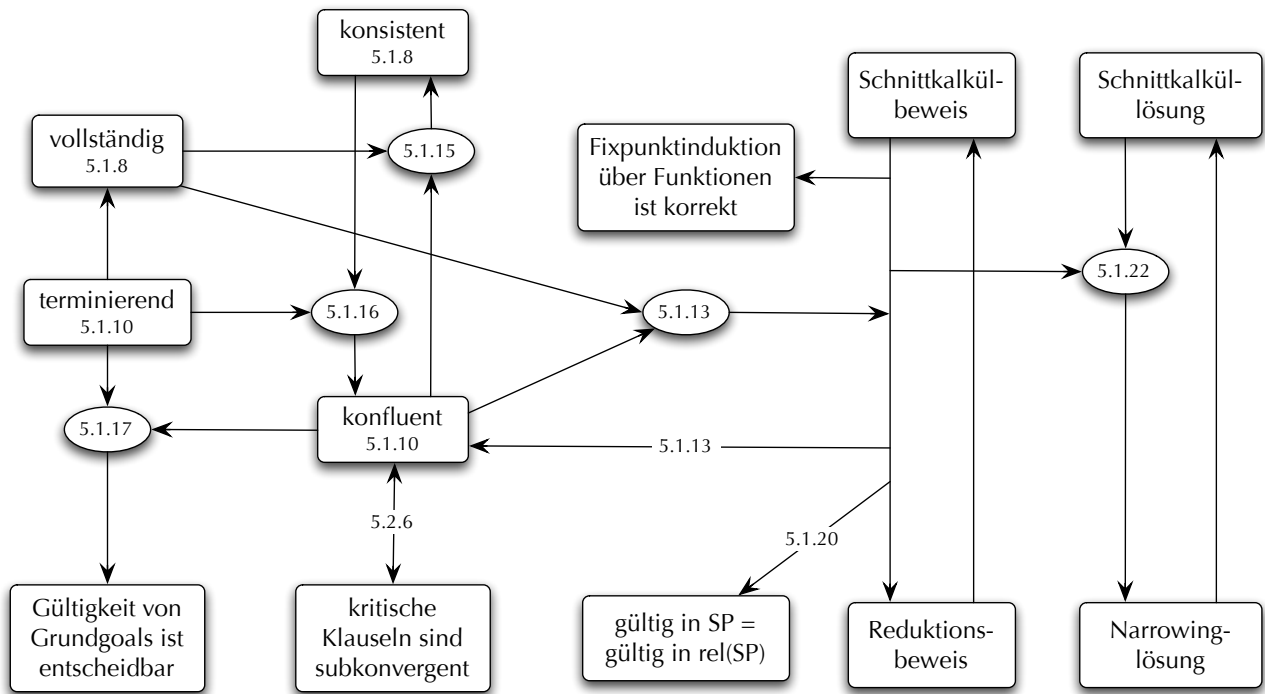 konsistent
5.1.8
Schnittkalkül-
beweis
Schnittkalkül-
lösung
vollständig
5.1.8
5.1.15
Fixpunktinduktion
über Funktionen
ist korrekt
5.1.22
terminierend
5.1.10
5.1.16
5.1.13
5.1.17
konfluent
5.1.10
5.1.13
5.2.6
5.1.20
Gültigkeit von
Grundgoals ist
entscheidbar
kritische
Klauseln sind
subkonvergent
gültig in SP =
gültig in rel(SP)
Reduktions-
beweis
Narrowing-
lösung